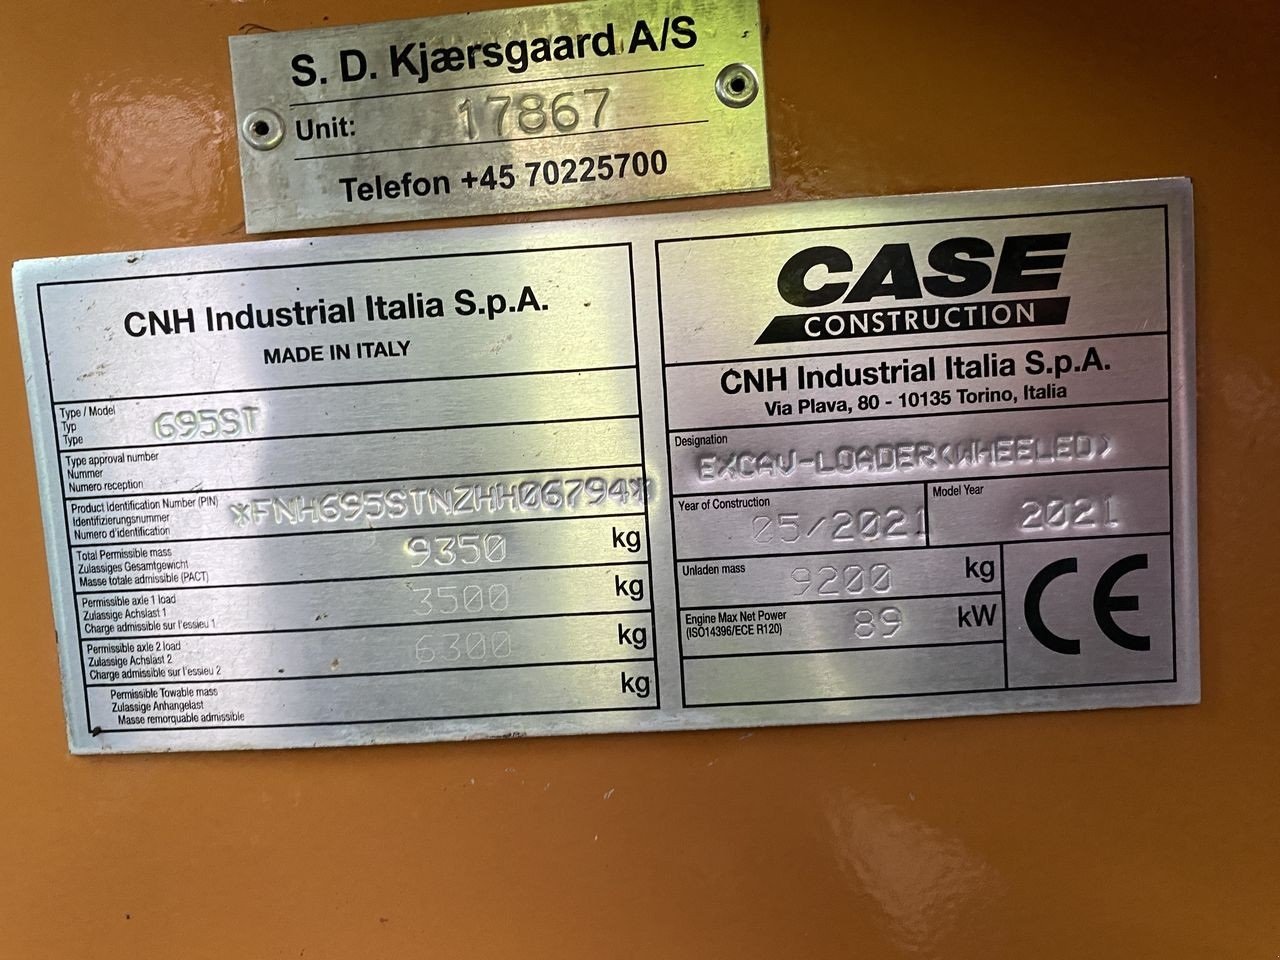 S. D. Kjærsgaard A/S
Unit: 17867
Telefon +45 70225700
CNH Industrial Italia S.p.A.
MADE IN ITALY
Type / Model
Typ
Type
695ST
Type approval number
Nummer
Numero reception
Product Identification Number (PIN)
Identifizierungsnummer
Numero d'identification
*FNH695STNZHH06794*
Total Permissible mass
Zulassiges Gesamtgewicht
Masse totale admissible (PACT)
9350 kg
Permissible axle 1 load
Zulassige Achslast 1
Charge admissible sur l'essieu 1
3500 kg
Permissible axle 2 load
Zulassige Achslast 2
Charge admissible sur l'essieu 2
6300 kg
Permissible Towable mass
Zulassige Anhangelast
Masse remorquable admissible
kg
CASE
CONSTRUCTION
CNH Industrial Italia S.p.A.
Via Plava, 80 - 10135 Torino, Italia
Designation
EXCAV-LOADER(WHEELED)
Year of Construction
05/2021
Model Year
2021
Unladen mass
9200 kg
Engine Max Net Power
(ISO14396/ECE R120)
89 kW
CE